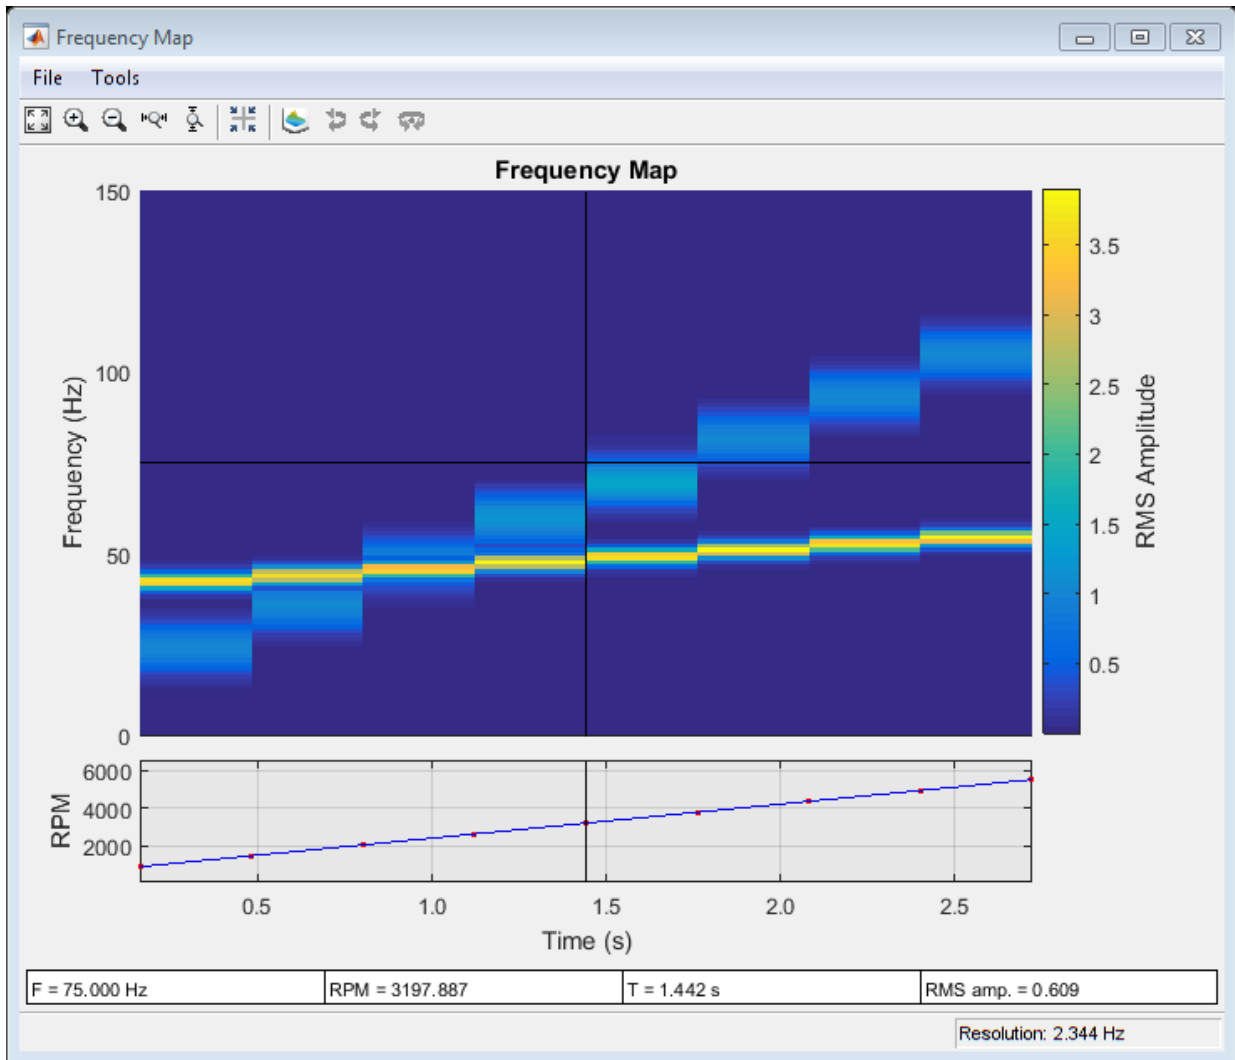 Frequency Map
File Tools
Frequency Map
150
100
50
0
Frequency (Hz)
3.5
3
2.5
2
1.5
1
0.5
RMS Amplitude
6000
4000
2000
RPM
0.5 1.0 1.5 2.0 2.5
Time (s)
F = 75.000 Hz RPM = 3197.887 T = 1.442 s RMS amp. = 0.609
Resolution: 2.344 Hz